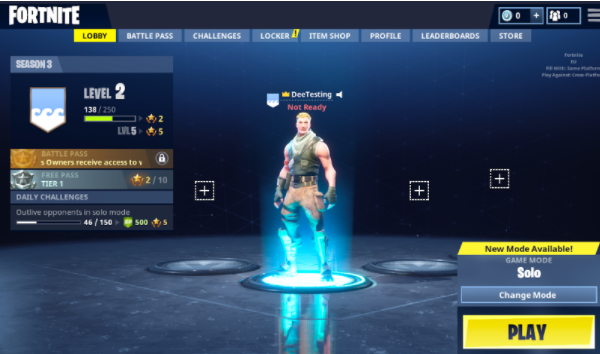 FORTNITE
0 +
0
LOBBY
BATTLE PASS
CHALLENGES
LOCKER
!
ITEM SHOP
PROFILE
LEADERBOARDS
STORE
SEASON 3
LEVEL 2
138 / 250
2
LVL 5
5
BATTLE PASS
s Owners receive access to v
FREE PASS
TIER 1
2 / 10
DAILY CHALLENGES
Outlive opponents in solo mode
46 / 150
XP 500
5
DeeTesting
Not Ready
Fortnite
EU
New Mode Available!
GAME MODE
Solo
Change Mode
PLAY